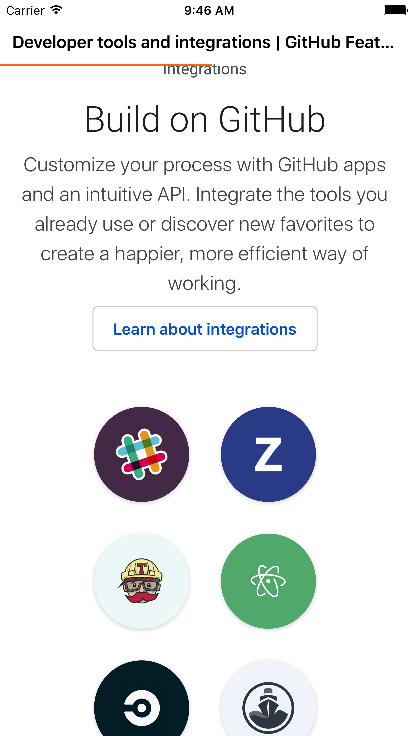 Carrier 9:46 AM
Developer tools and integrations | GitHub Feat...
Integrations
Build on GitHub
Customize your process with GitHub apps
and an intuitive API. Integrate the tools you
already use or discover new favorites to
create a happier, more efficient way of
working.
Learn about integrations
Z
T